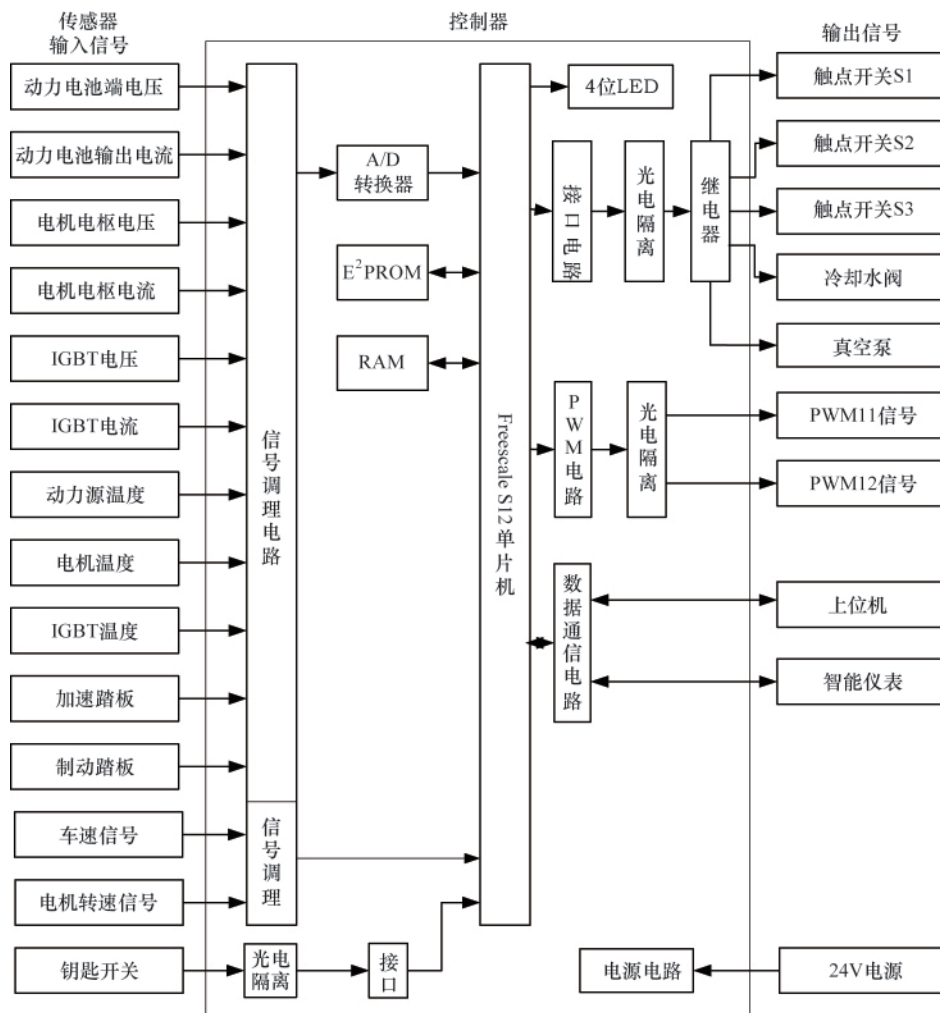 传感器
输入信号
控制器
输出信号
动力电池端电压
动力电池输出电流
电机电枢电压
电机电枢电流
IGBT电压
IGBT电流
动力源温度
电机温度
IGBT温度
加速踏板
制动踏板
车速信号
电机转速信号
钥匙开关
信号调理电路
信号调理
光电
隔离
接口
A/D
转换器
E²PROM
RAM
Freescale S12单片机
4位LED
接口电路
光电隔离
继电器
PWM电路
光电隔离
数据通信电路
电源电路
触点开关S1
触点开关S2
触点开关S3
冷却水阀
真空泵
PWM11信号
PWM12信号
上位机
智能仪表
24V电源